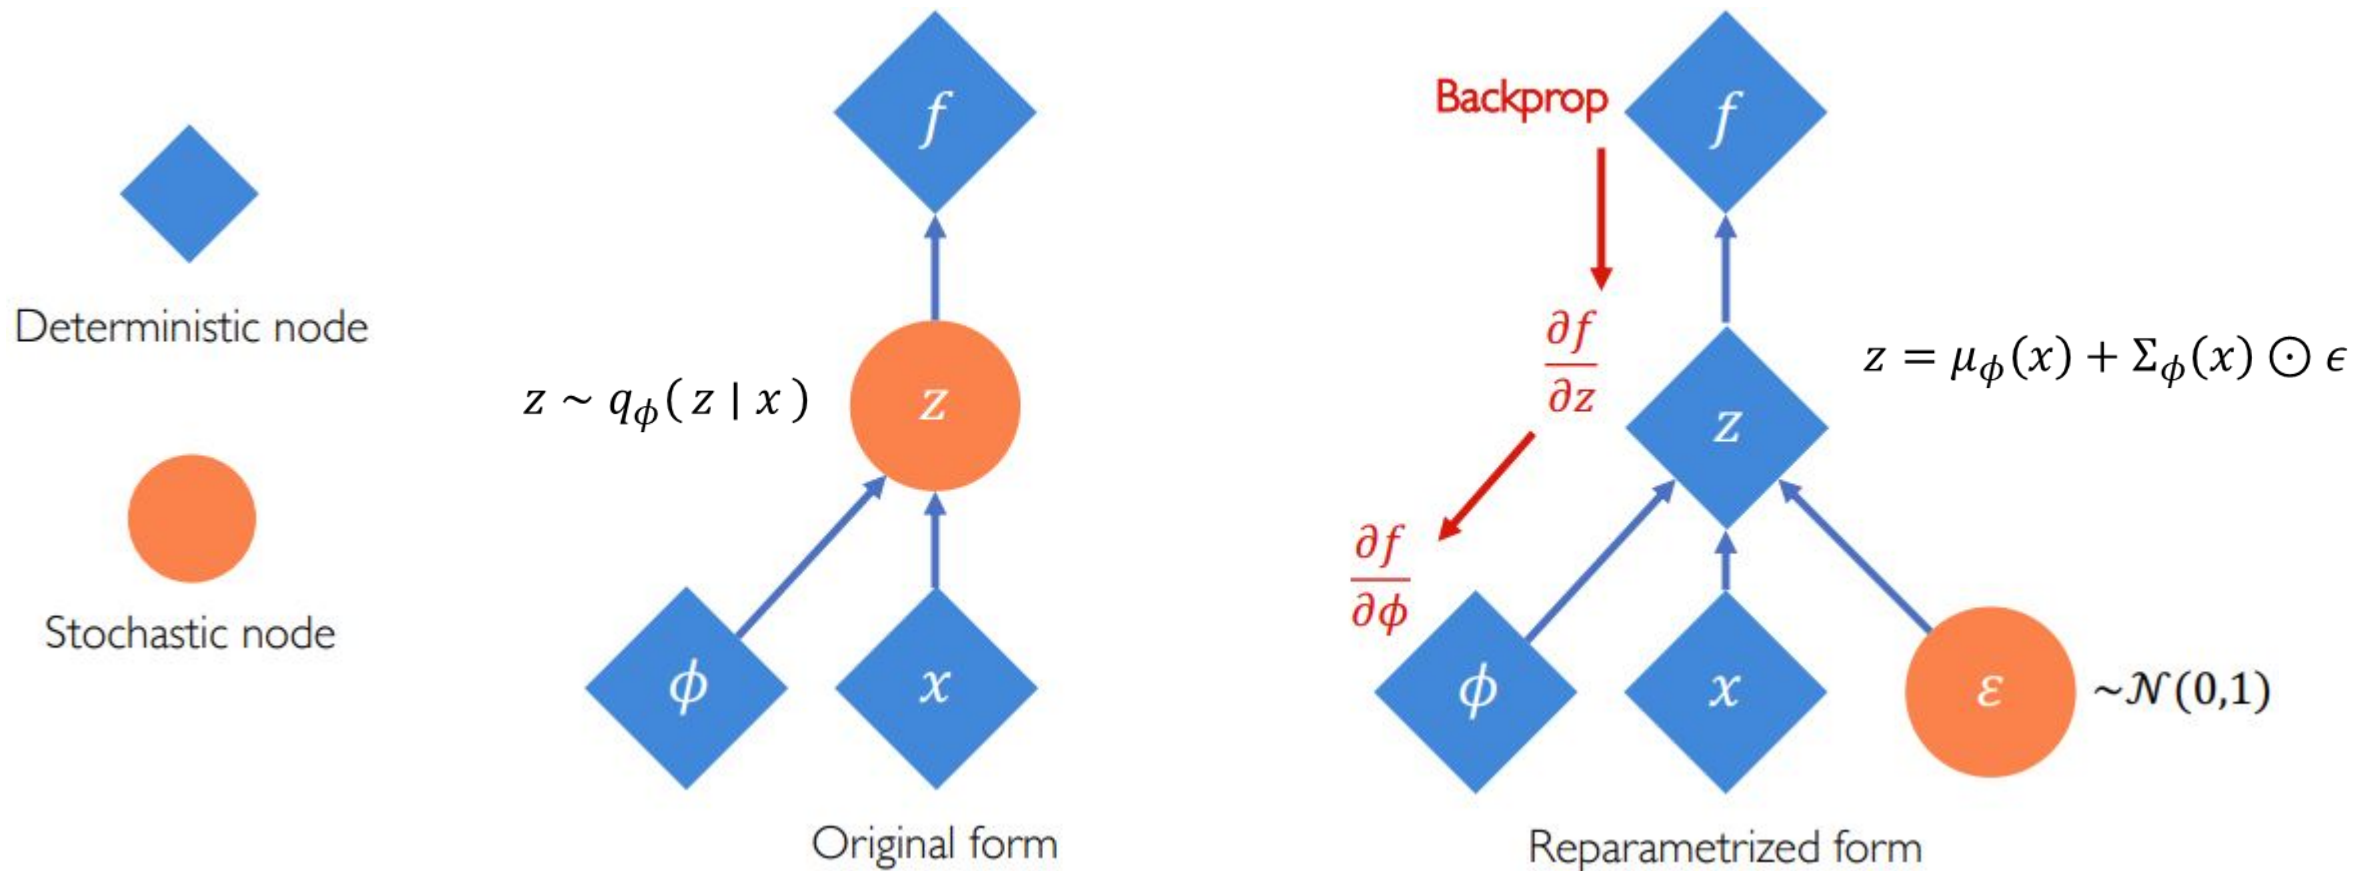 Deterministic node
Stochastic node
f
z ~ q_ϕ( z | x )
z
ϕ
x
Original form
Backprop
f
∂f
∂z
z = μ_ϕ(x) + Σ_ϕ(x) ⊙ ϵ
z
∂f
∂ϕ
ϕ
x
ε
~𝒩(0,1)
Reparametrized form